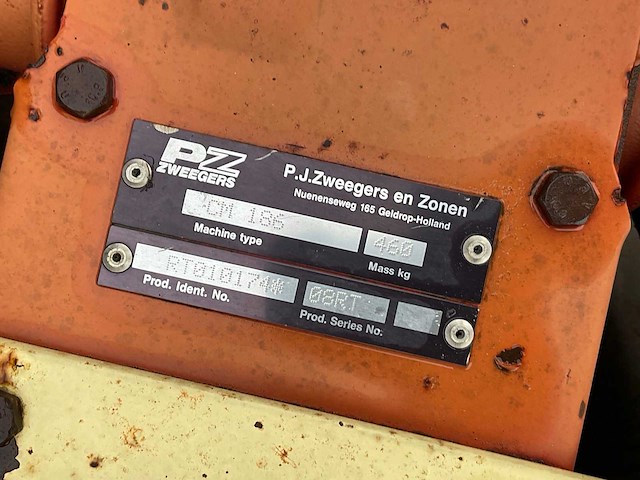 PZ
ZWEEGERS
P.J.Zweegers en Zonen
Nuenenseweg 165 Geldrop-Holland
CM 186
460
Machine type
Mass kg
RT010174W
08RT
Prod. Ident. No.
Prod. Series No.